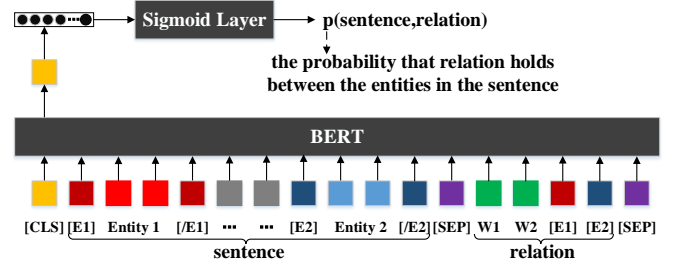 Sigmoid Layer p(sentence,relation)
the probability that relation holds
between the entities in the sentence
BERT
[CLS] [E1] Entity 1 [/E1] ... ... [E2] Entity 2 [/E2] [SEP] W1 W2 [E1] [E2] [SEP]
sentence relation